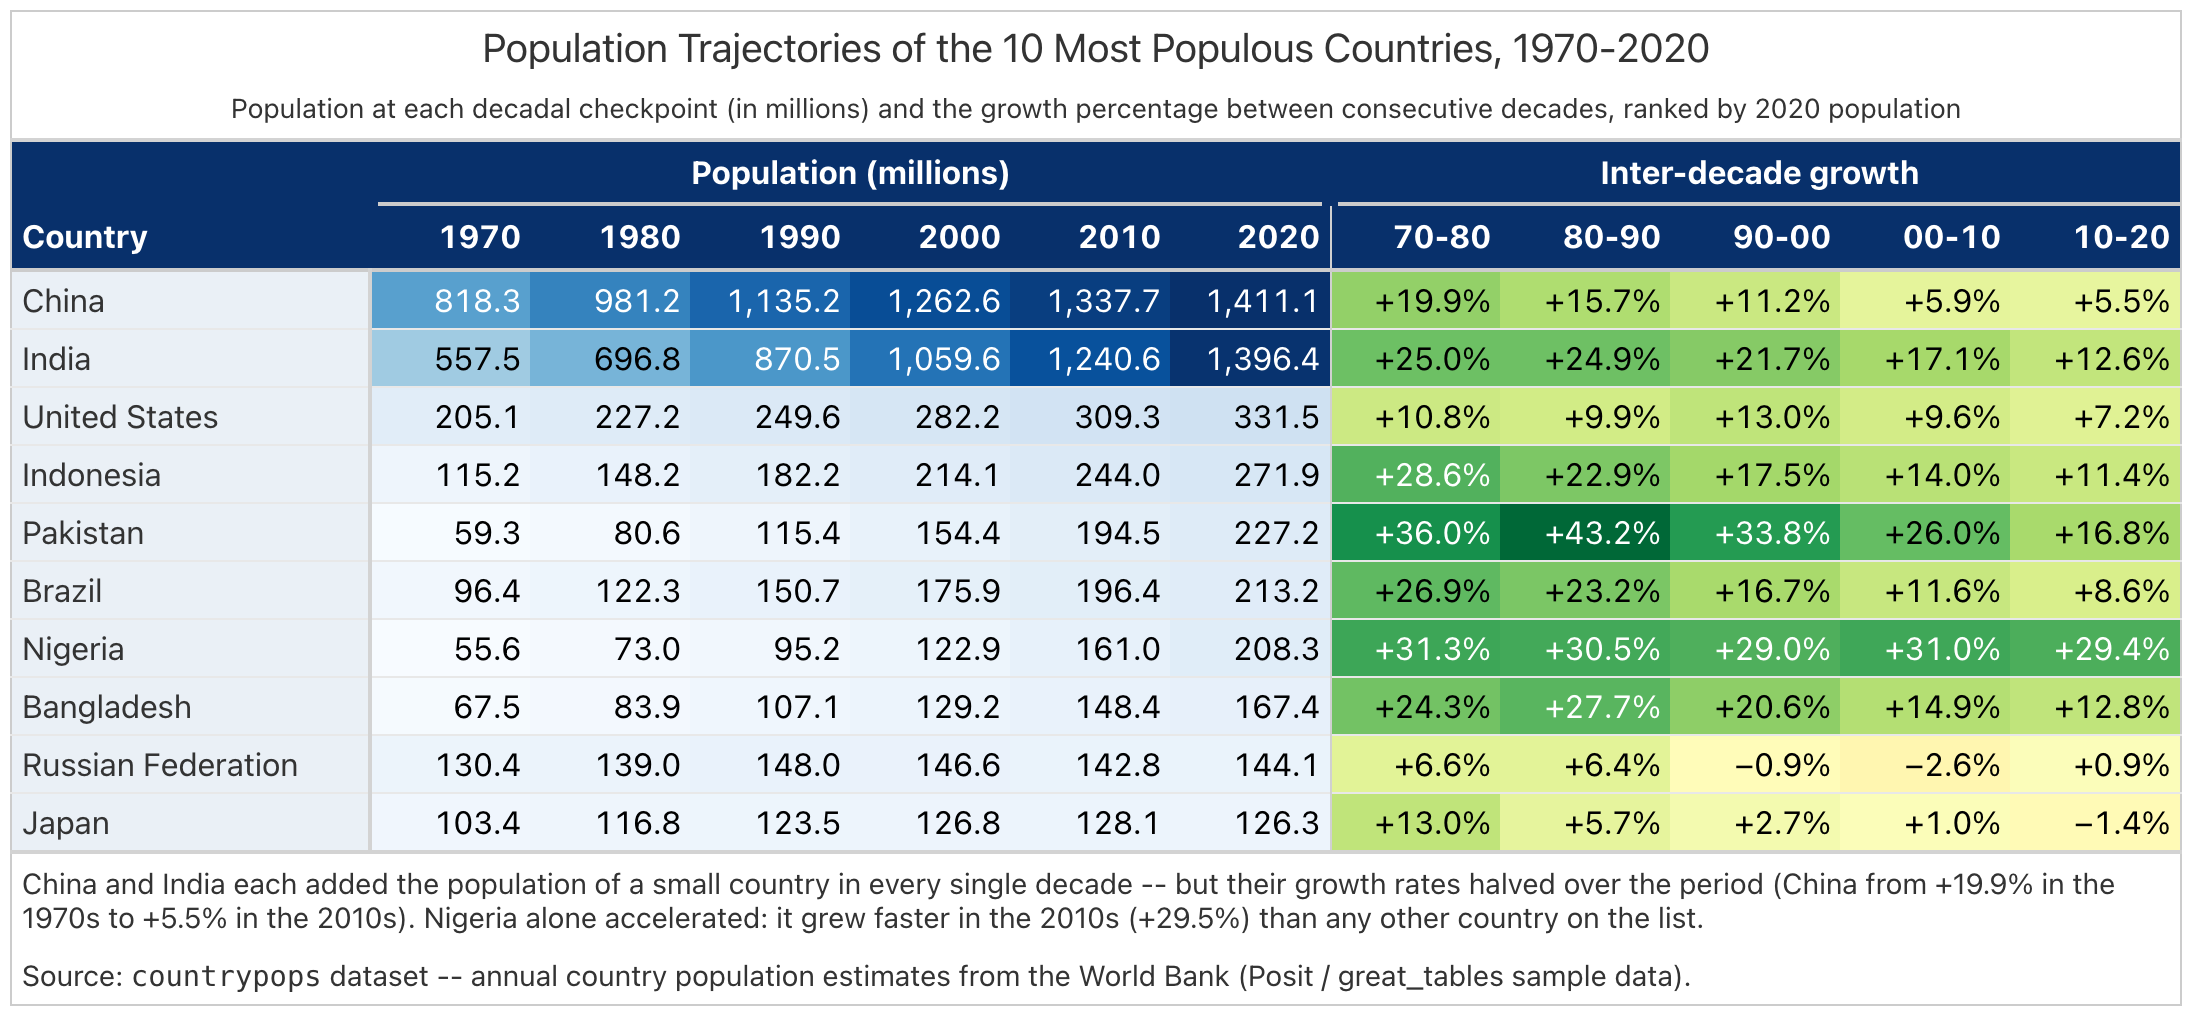 Population Trajectories of the 10 Most Populous Countries, 1970-2020
Population at each decadal checkpoint (in millions) and the growth percentage between consecutive decades, ranked by 2020 population
Population (millions) Inter-decade growth
Country 1970 1980 1990 2000 2010 2020 70-80 80-90 90-00 00-10 10-20
China 818.3 981.2 1,135.2 1,262.6 1,337.7 1,411.1 +19.9% +15.7% +11.2% +5.9% +5.5%
India 557.5 696.8 870.5 1,059.6 1,240.6 1,396.4 +25.0% +24.9% +21.7% +17.1% +12.6%
United States 205.1 227.2 249.6 282.2 309.3 331.5 +10.8% +9.9% +13.0% +9.6% +7.2%
Indonesia 115.2 148.2 182.2 214.1 244.0 271.9 +28.6% +22.9% +17.5% +14.0% +11.4%
Pakistan 59.3 80.6 115.4 154.4 194.5 227.2 +36.0% +43.2% +33.8% +26.0% +16.8%
Brazil 96.4 122.3 150.7 175.9 196.4 213.2 +26.9% +23.2% +16.7% +11.6% +8.6%
Nigeria 55.6 73.0 95.2 122.9 161.0 208.3 +31.3% +30.5% +29.0% +31.0% +29.4%
Bangladesh 67.5 83.9 107.1 129.2 148.4 167.4 +24.3% +27.7% +20.6% +14.9% +12.8%
Russian Federation 130.4 139.0 148.0 146.6 142.8 144.1 +6.6% +6.4% −0.9% −2.6% +0.9%
Japan 103.4 116.8 123.5 126.8 128.1 126.3 +13.0% +5.7% +2.7% +1.0% −1.4%
China and India each added the population of a small country in every single decade -- but their growth rates halved over the period (China from +19.9% in the
1970s to +5.5% in the 2010s). Nigeria alone accelerated: it grew faster in the 2010s (+29.5%) than any other country on the list.
Source: countrypops dataset -- annual country population estimates from the World Bank (Posit / great_tables sample data).